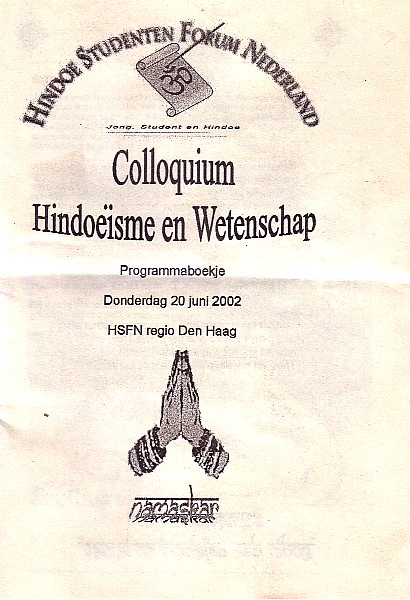 HINDOE STUDENTEN FORUM NEDERLAND
ॐ
Jong, Student en Hindoe
Colloquium
Hindoeïsme en Wetenschap
Programmaboekje
Donderdag 20 juni 2002
HSFN regio Den Haag
namaskar